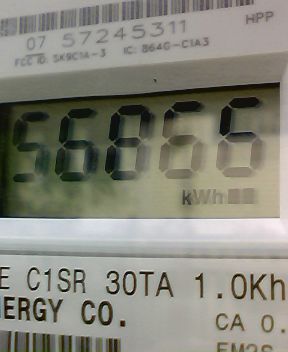 HPP
07 57245311
FCC ID: SK9C1A-3 IC: 864G-C1A3
56866
kWh
E C1SR 30TA 1.0Kh
NERGY CO.
CA 0.